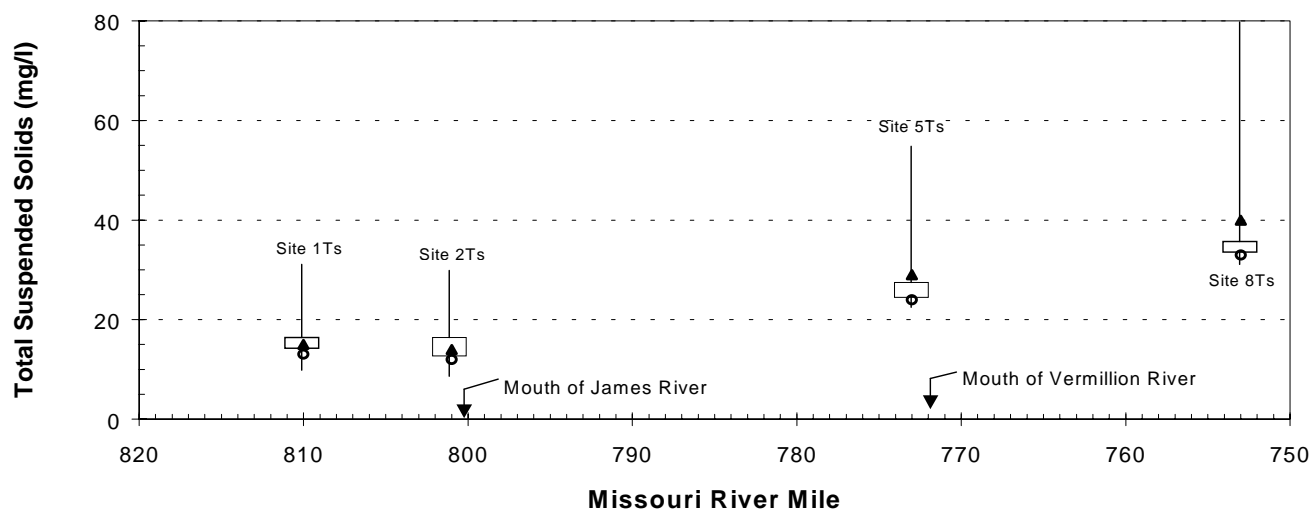 Total Suspended Solids (mg/l)
80
60
40
20
0
Site 1Ts
Site 2Ts
Site 5Ts
Site 8Ts
Mouth of James River
Mouth of Vermillion River
820 810 800 790 780 770 760 750
Missouri River Mile